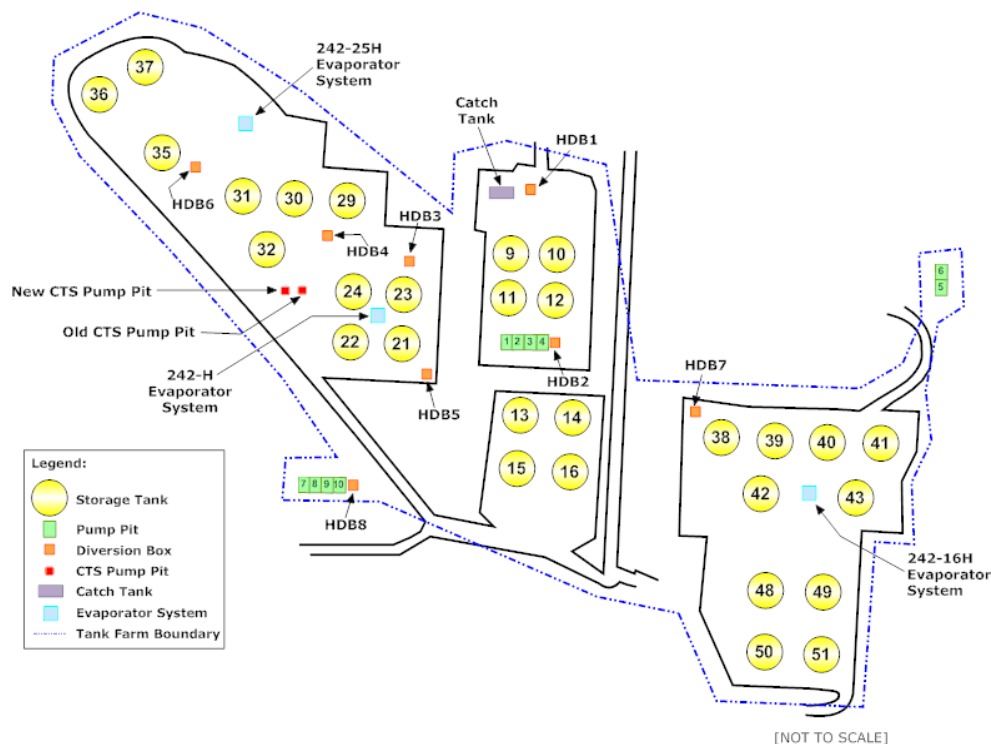 37
36
242-25H
Evaporator
System
35
HDB6
31
30
29
32
HDB4
HDB3
New CTS Pump Pit
Old CTS Pump Pit
24
23
22
21
242-H
Evaporator
System
HDB5
Catch
Tank
HDB1
9
10
11
12
1 2 3 4
HDB2
13
14
15
16
7 8 9 10
HDB8
6
5
HDB7
38
39
40
41
42
43
242-16H
Evaporator
System
48
49
50
51
Legend:
Storage Tank
Pump Pit
Diversion Box
CTS Pump Pit
Catch Tank
Evaporator System
Tank Farm Boundary
[NOT TO SCALE]